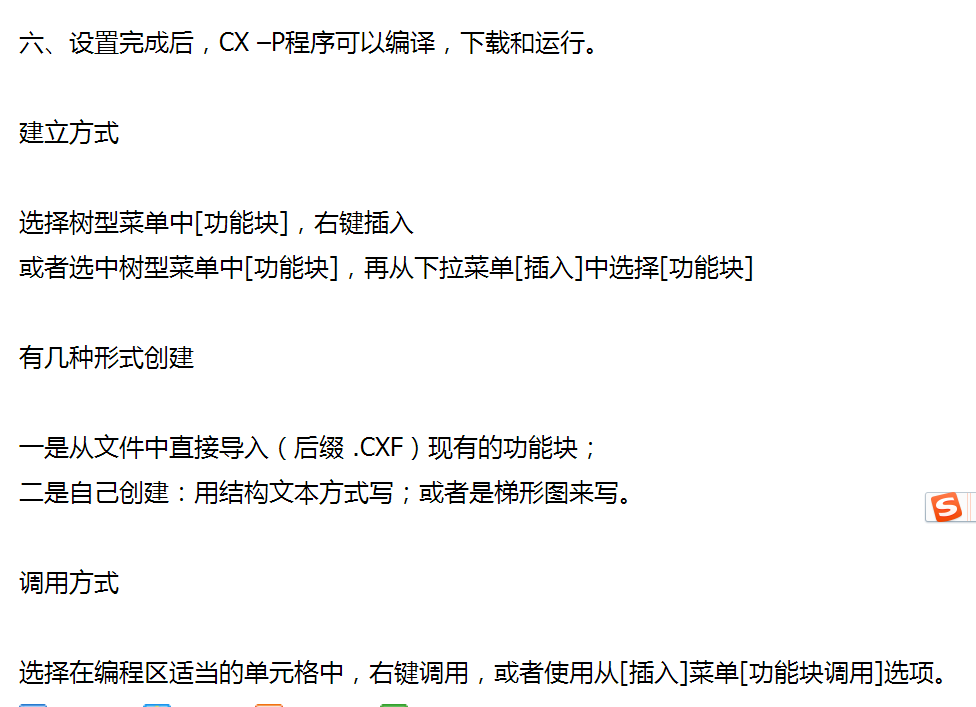 六、设置完成后，CX –P程序可以编译，下载和运行。
建立方式
选择树型菜单中[功能块]，右键插入
或者选中树型菜单中[功能块]，再从下拉菜单[插入]中选择[功能块]
有几种形式创建
一是从文件中直接导入（后缀 .CXF）现有的功能块；
二是自己创建：用结构文本方式写；或者是梯形图来写。
调用方式
选择在编程区适当的单元格中，右键调用，或者使用从[插入]菜单[功能块调用]选项。